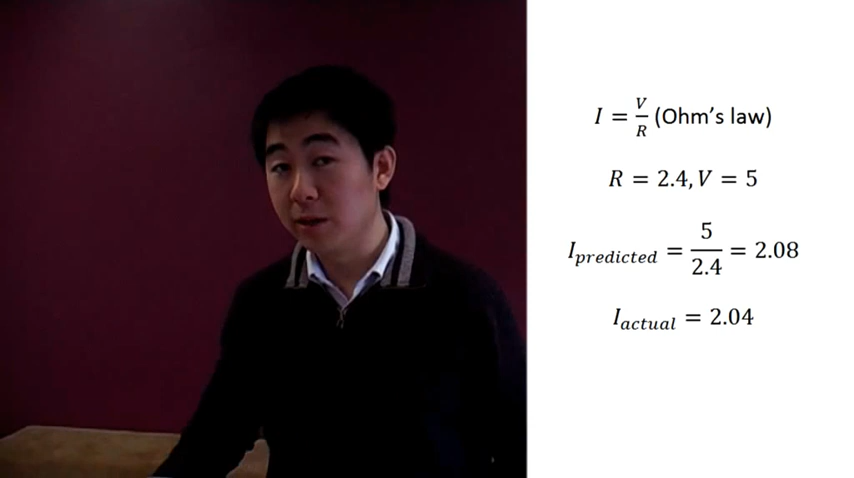 I = V/R (Ohm's law)
R = 2.4, V = 5
I_predicted = 5/2.4 = 2.08
I_actual = 2.04